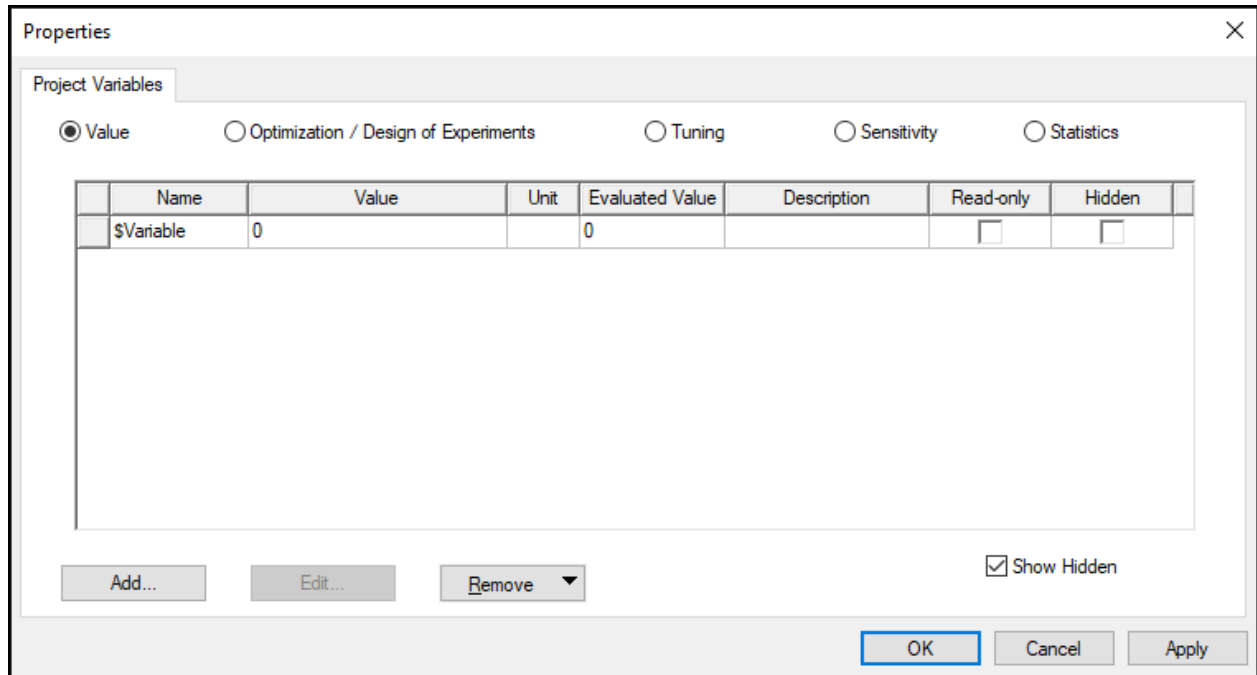 Properties
Project Variables
Value Optimization / Design of Experiments Tuning Sensitivity Statistics
Name Value Unit Evaluated Value Description Read-only Hidden
$Variable 0 0
Show Hidden
Add... Edit... Remove
OK Cancel Apply